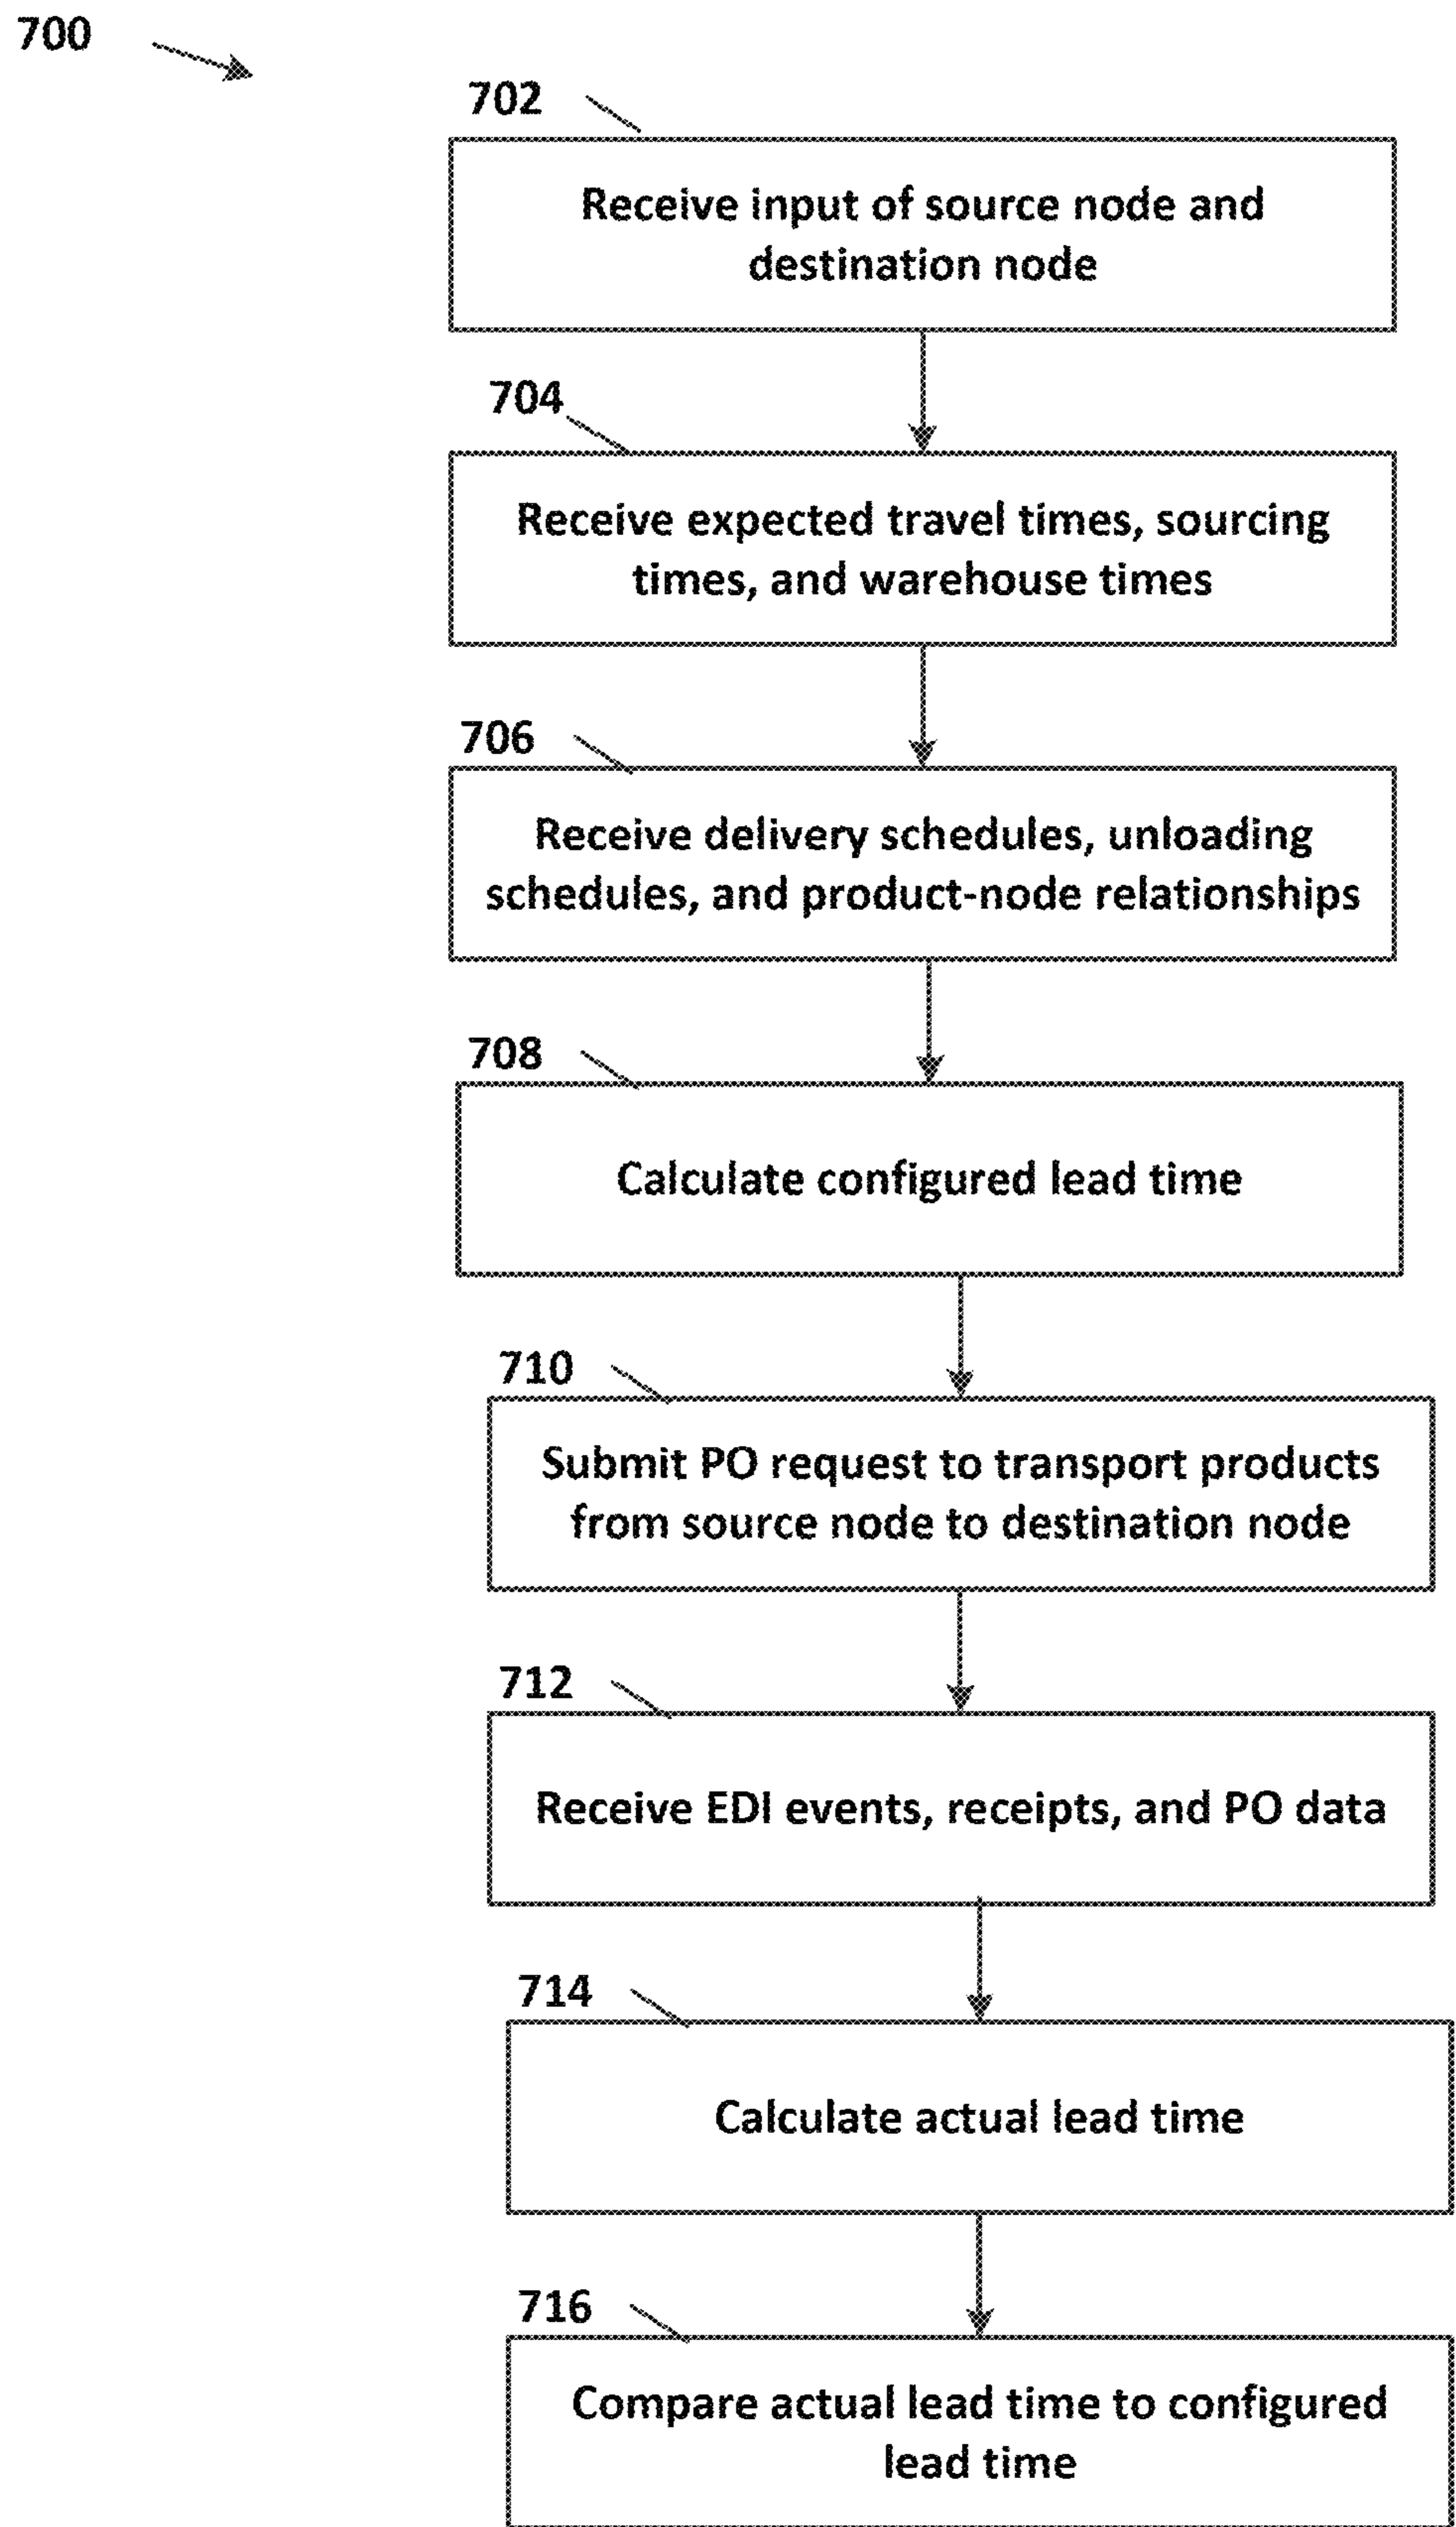 700
702
Receive input of source node and
destination node
704
Receive expected travel times, sourcing
times, and warehouse times
706
Receive delivery schedules, unloading
schedules, and product-node relationships
708
Calculate configured lead time
710
Submit PO request to transport products
from source node to destination node
712
Receive EDI events, receipts, and PO data
714
Calculate actual lead time
716
Compare actual lead time to configured
lead time